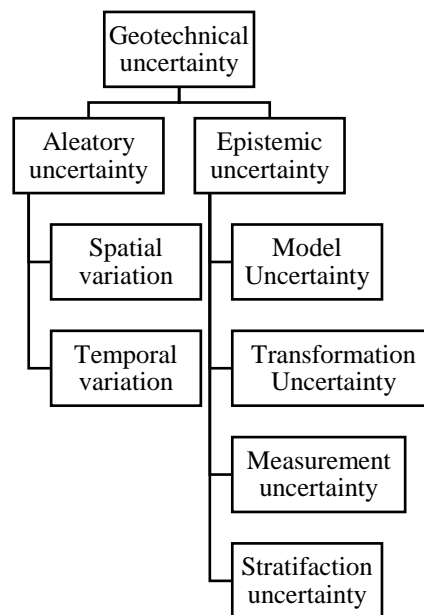 Geotechnical
uncertainty
Aleatory
uncertainty
Epistemic
uncertainty
Spatial
variation
Temporal
variation
Model
Uncertainty
Transformation
Uncertainty
Measurement
uncertainty
Stratifaction
uncertainty